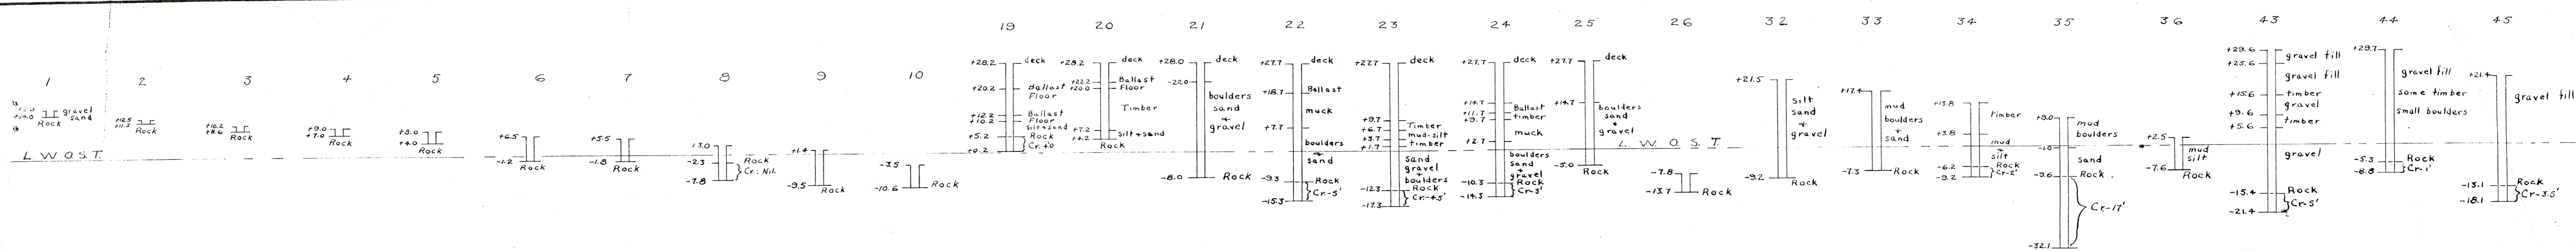 1
+14.0
gravel
sand
Rock
2
+12.5
+11.3
Rock
3
+10.2
+8.6
Rock
4
+9.0
+7.0
Rock
5
+8.0
+4.0
Rock
L.W.O.S.T.
6
+6.5
-1.2
Rock
7
+5.5
-1.8
Rock
8
+3.0
-2.3
-7.8
Rock
Cr.: Nil.
9
+1.4
-9.5
Rock
10
-3.5
-10.6
Rock
19
+28.2
deck
+20.2
Ballast
Floor
+12.2
Ballast
+10.2
Floor
Silt+sand
+5.2
Rock
Cr. 4.0
+0.2
20
+28.2
deck
+22.2
Ballast
+20.0
Floor
Timber
+7.2
Silt+sand
+4.2
Rock
21
+28.0
deck
-22.0
boulders
sand
+
gravel
-8.0
Rock
22
+27.7
deck
+18.7
Ballast
muck
+7.7
boulders
+
sand
-9.3
Rock
Cr-5'
-15.3
23
+27.7
deck
+9.7
Timber
+6.7
mud-silt
+3.7
timber
+1.7
Sand
gravel
+
boulders
-12.3
Rock
Cr-4.5'
-17.3
24
+27.7
deck
+14.7
Ballast
+11.7
timber
+9.7
muck
+2.7
boulders
sand
+
gravel
-10.3
Rock
Cr-3'
-14.3
25
+27.7
deck
+14.7
boulders
sand
+
gravel
-5.0
Rock
L.W.O.S.T.
26
-7.8
-13.7
Rock
32
+21.5
silt
sand
+
gravel
-9.2
Rock
33
+17.4
mud
boulders
+
sand
-7.3
Rock
34
+13.8
timber
+3.8
mud
+
silt
-6.2
Rock
Cr-2'
-9.2
35
+9.0
mud
boulders
-1.0
sand
-9.6
Rock.
Cr-17'
-32.1
36
+2.5
mud
silt
-7.6
Rock
43
+29.6
gravel fill
+25.6
gravel fill
+15.6
timber
gravel
+9.6
timber
+5.6
gravel
-15.4
Rock
Cr-5'
-21.4
44
+29.7
gravel fill
some timber
small boulders
-5.3
Rock
Cr-1'
-8.8
45
+21.4
gravel fill
-13.1
Rock
Cr-3.5'
-18.1